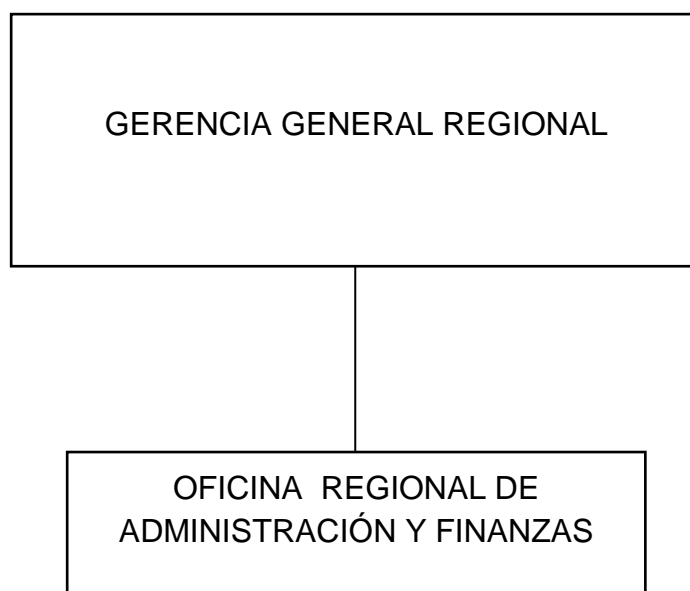 GERENCIA GENERAL REGIONAL
OFICINA REGIONAL DE
ADMINISTRACIÓN Y FINANZAS